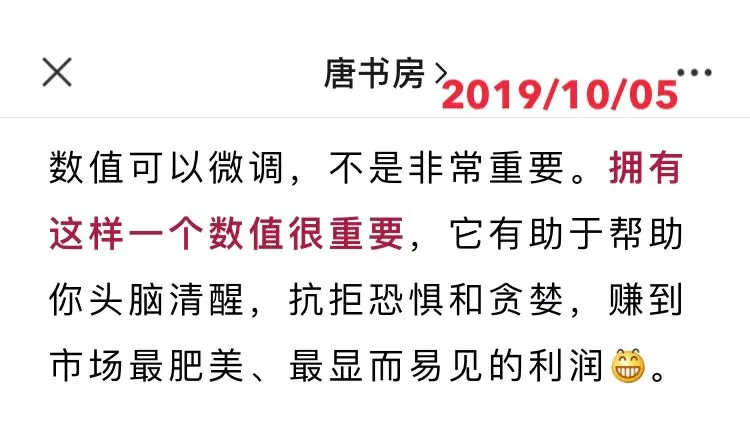 唐书房
2019/10/05
数值可以微调，不是非常重要。拥有
这样一个数值很重要，它有助于帮助
你头脑清醒，抗拒恐惧和贪婪，赚到
市场最肥美、最显而易见的利润😁。